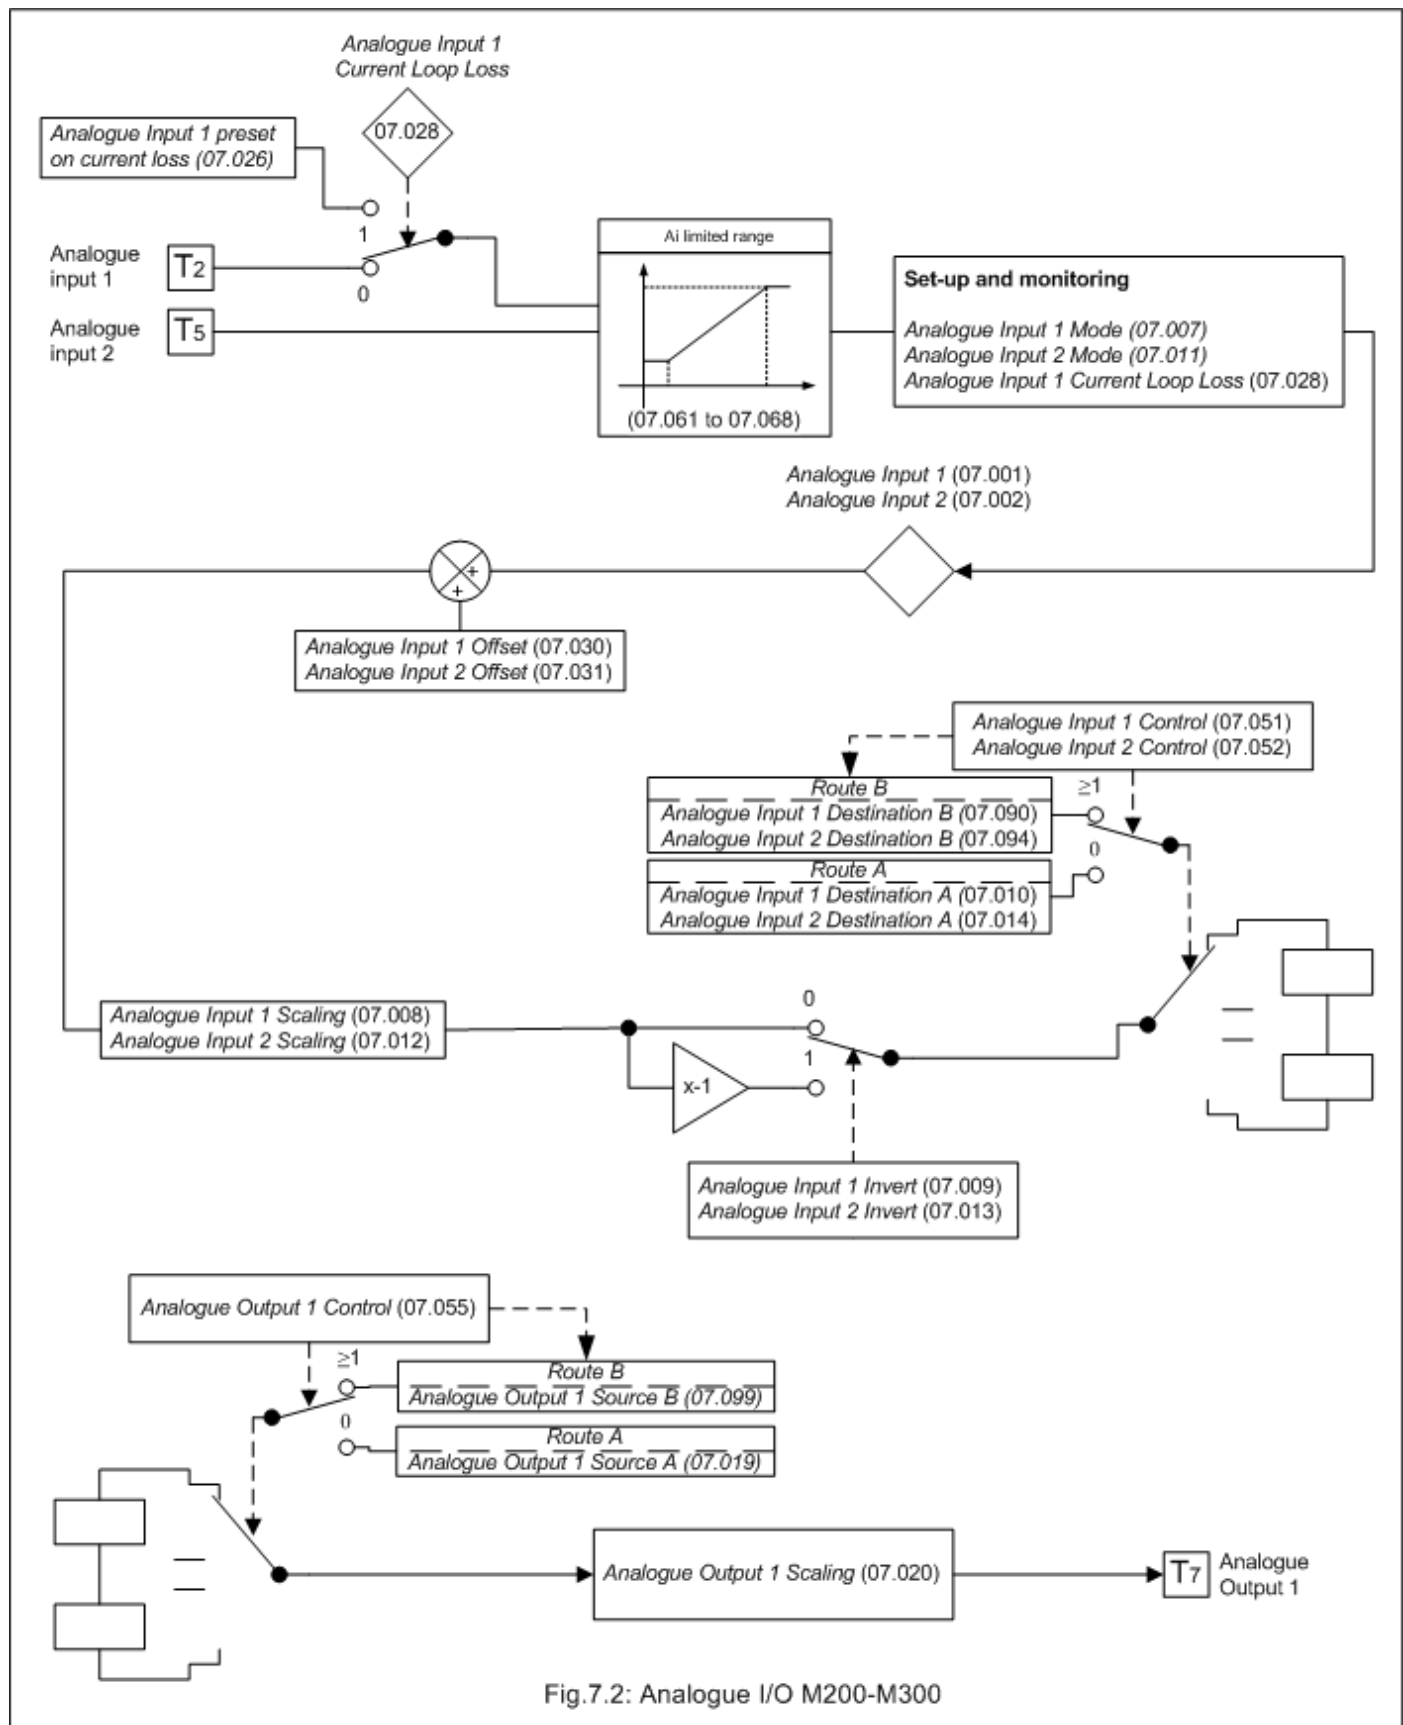 Analogue Input 1
Current Loop Loss
07.028
Analogue Input 1 preset
on current loss (07.026)
1
Analogue
input 1
T2
0
Analogue
input 2
T5
Ai limited range
(07.061 to 07.068)
Set-up and monitoring
Analogue Input 1 Mode (07.007)
Analogue Input 2 Mode (07.011)
Analogue Input 1 Current Loop Loss (07.028)
Analogue Input 1 (07.001)
Analogue Input 2 (07.002)
+
+
Analogue Input 1 Offset (07.030)
Analogue Input 2 Offset (07.031)
Analogue Input 1 Control (07.051)
Analogue Input 2 Control (07.052)
Route B
Analogue Input 1 Destination B (07.090)
Analogue Input 2 Destination B (07.094)
≥1
0
Route A
Analogue Input 1 Destination A (07.010)
Analogue Input 2 Destination A (07.014)
Analogue Input 1 Scaling (07.008)
Analogue Input 2 Scaling (07.012)
0
1
x-1
Analogue Input 1 Invert (07.009)
Analogue Input 2 Invert (07.013)
Analogue Output 1 Control (07.055)
≥1
0
Route B
Analogue Output 1 Source B (07.099)
Route A
Analogue Output 1 Source A (07.019)
Analogue Output 1 Scaling (07.020)
T7
Analogue
Output 1
Fig.7.2: Analogue I/O M200-M300